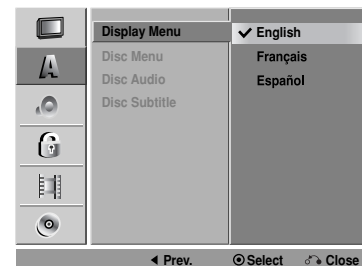 Display Menu
Disc Menu
Disc Audio
Disc Subtitle
English
Français
Español
Prev. Select Close